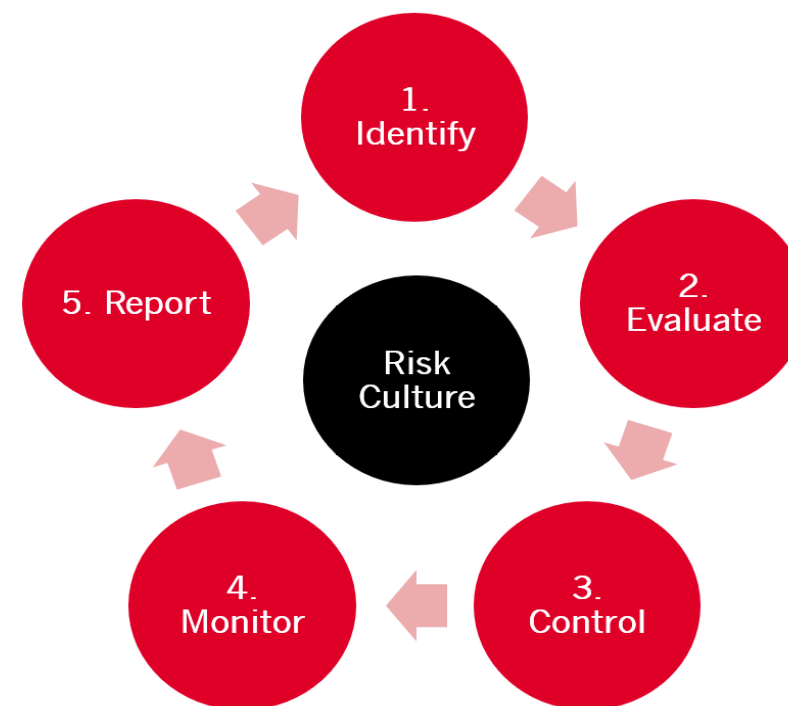 1.
Identify
2.
Evaluate
3.
Control
4.
Monitor
5. Report
Risk
Culture